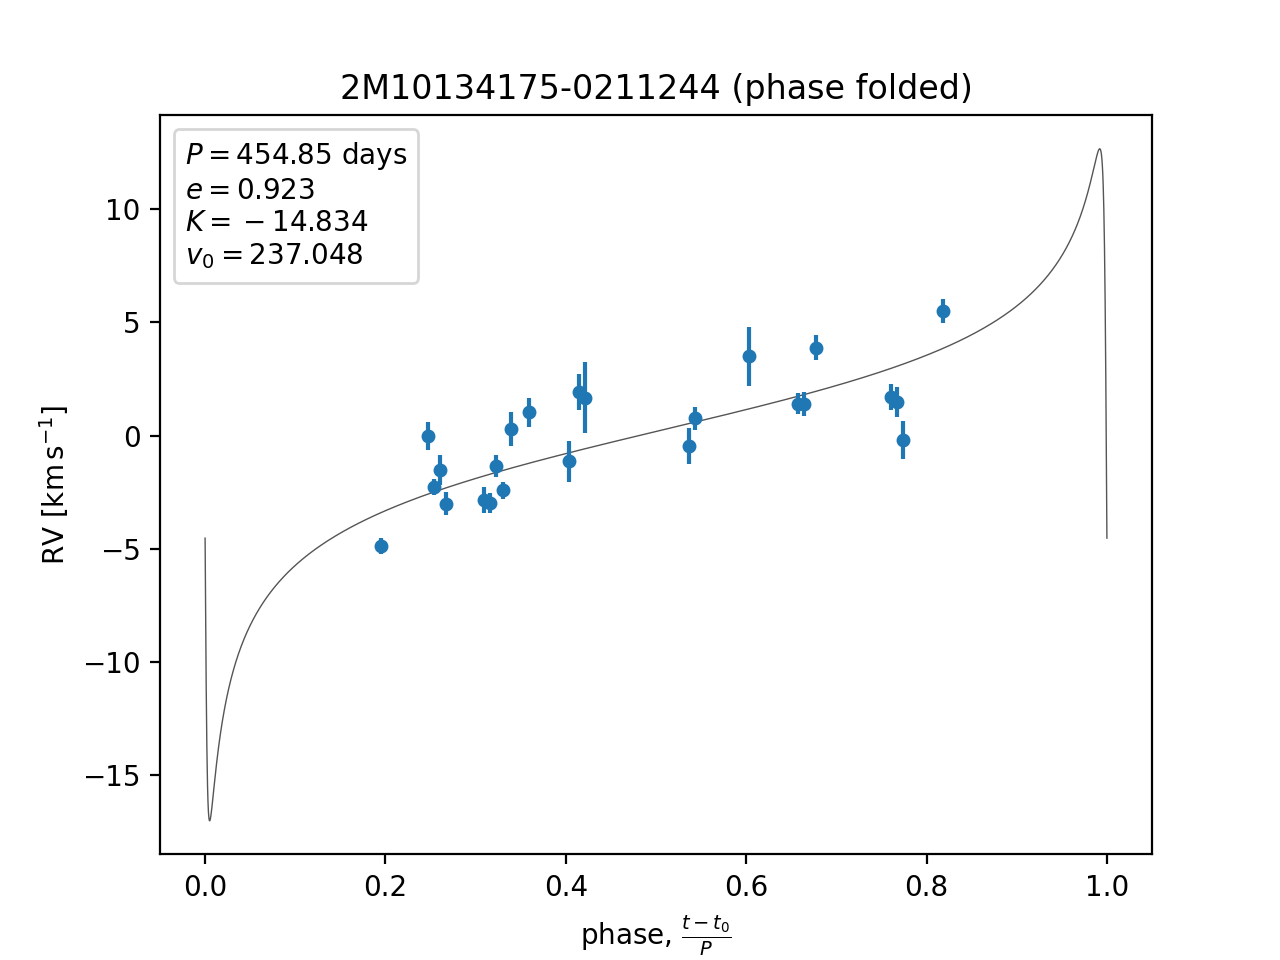 2M10134175-0211244 (phase folded)
P = 454.85 days
e = 0.923
K = −14.834
v₀ = 237.048
10
5
0
−5
−10
−15
RV [km s⁻¹]
0.0 0.2 0.4 0.6 0.8 1.0
phase, (t − t₀)/P